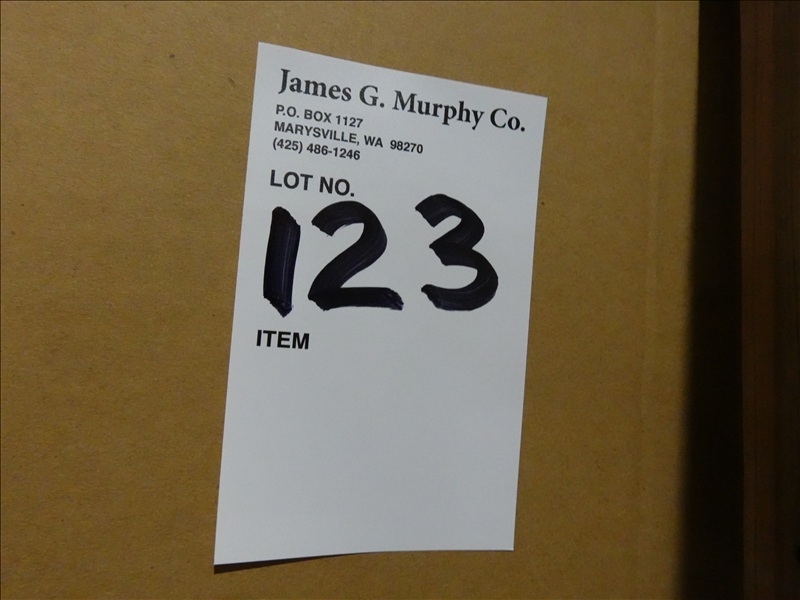 James G. Murphy Co.
P.O. BOX 1127
MARYSVILLE, WA 98270
(425) 486-1246
LOT NO.
123
ITEM